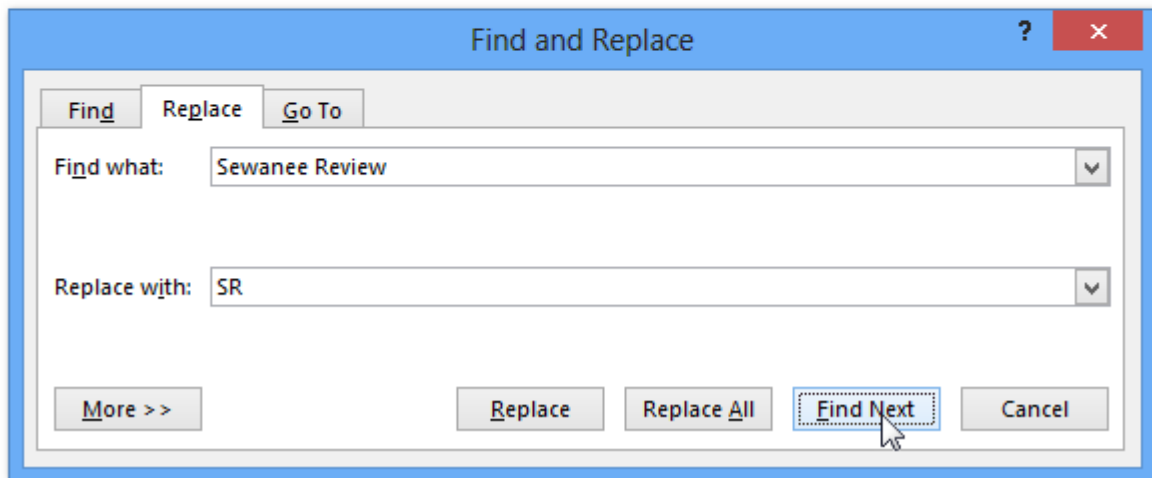 Find and Replace ? ×
Find Replace Go To
Find what: Sewanee Review
Replace with: SR
More >> Replace Replace All Find Next Cancel